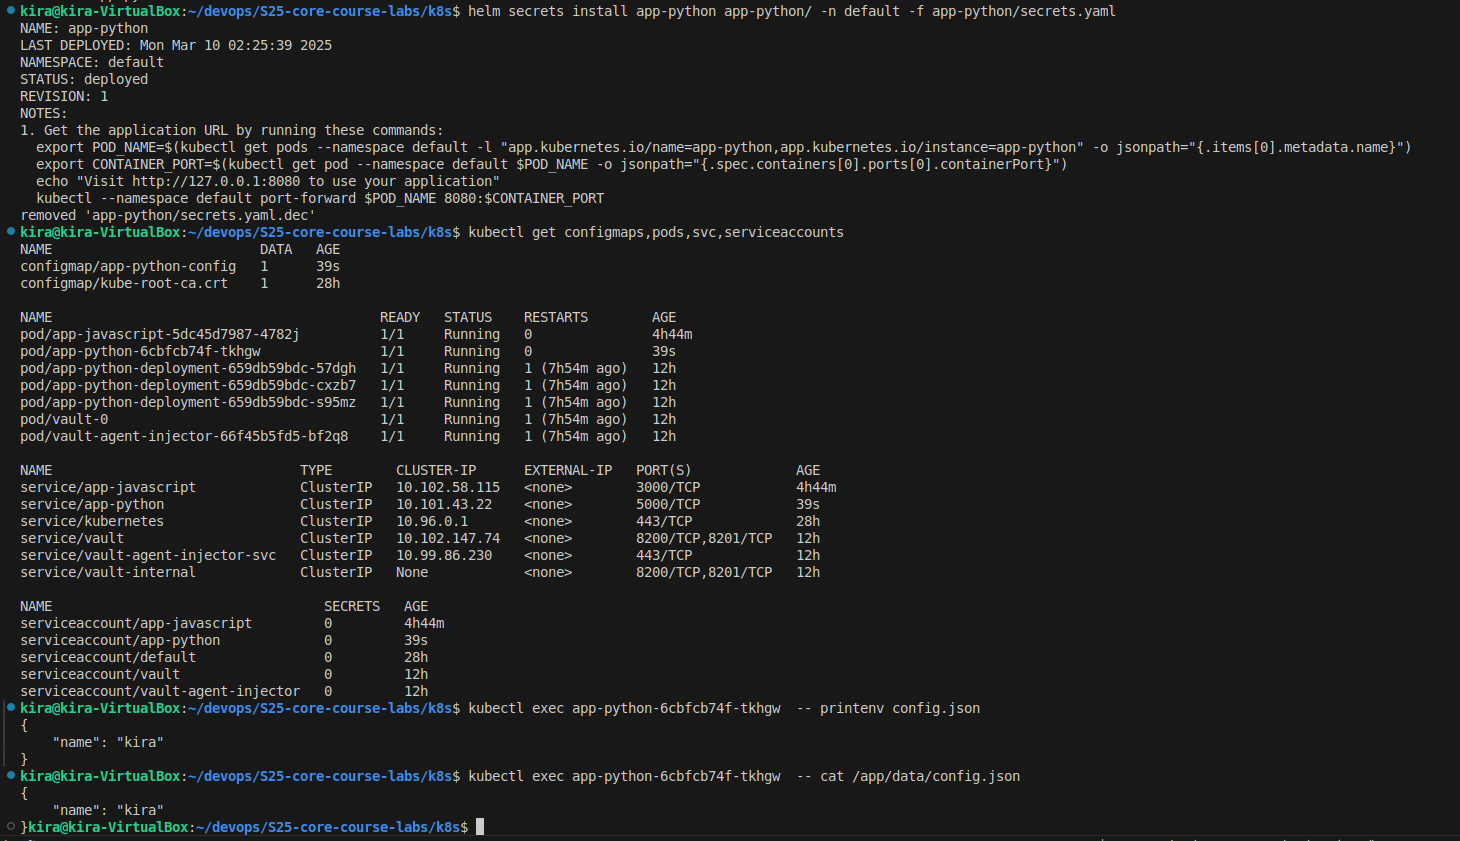 kira@kira-VirtualBox:~/devops/S25-core-course-labs/k8s$ helm secrets install app-python app-python/ -n default -f app-python/secrets.yaml
NAME: app-python
LAST DEPLOYED: Mon Mar 10 02:25:39 2025
NAMESPACE: default
STATUS: deployed
REVISION: 1
NOTES:
1. Get the application URL by running these commands:
  export POD_NAME=$(kubectl get pods --namespace default -l "app.kubernetes.io/name=app-python,app.kubernetes.io/instance=app-python" -o jsonpath="{.items[0].metadata.name}")
  export CONTAINER_PORT=$(kubectl get pod --namespace default $POD_NAME -o jsonpath="{.spec.containers[0].ports[0].containerPort}")
  echo "Visit http://127.0.0.1:8080 to use your application"
  kubectl --namespace default port-forward $POD_NAME 8080:$CONTAINER_PORT
removed 'app-python/secrets.yaml.dec'
kira@kira-VirtualBox:~/devops/S25-core-course-labs/k8s$ kubectl get configmaps,pods,svc,serviceaccounts
NAME                          DATA   AGE
configmap/app-python-config   1      39s
configmap/kube-root-ca.crt    1      28h

NAME                                         READY   STATUS    RESTARTS        AGE
pod/app-javascript-5dc45d7987-4782j          1/1     Running   0               4h44m
pod/app-python-6cbfcb74f-tkhgw               1/1     Running   0               39s
pod/app-python-deployment-659db59bdc-57dgh   1/1     Running   1 (7h54m ago)   12h
pod/app-python-deployment-659db59bdc-cxzb7   1/1     Running   1 (7h54m ago)   12h
pod/app-python-deployment-659db59bdc-s95mz   1/1     Running   1 (7h54m ago)   12h
pod/vault-0                                  1/1     Running   1 (7h54m ago)   12h
pod/vault-agent-injector-66f45b5fd5-bf2q8    1/1     Running   1 (7h54m ago)   12h

NAME                               TYPE        CLUSTER-IP      EXTERNAL-IP   PORT(S)             AGE
service/app-javascript             ClusterIP   10.102.58.115   <none>        3000/TCP            4h44m
service/app-python                 ClusterIP   10.101.43.22    <none>        5000/TCP            39s
service/kubernetes                 ClusterIP   10.96.0.1       <none>        443/TCP             28h
service/vault                      ClusterIP   10.102.147.74   <none>        8200/TCP,8201/TCP   12h
service/vault-agent-injector-svc   ClusterIP   10.99.86.230    <none>        443/TCP             12h
service/vault-internal             ClusterIP   None            <none>        8200/TCP,8201/TCP   12h

NAME                                  SECRETS   AGE
serviceaccount/app-javascript         0         4h44m
serviceaccount/app-python             0         39s
serviceaccount/default                0         28h
serviceaccount/vault                  0         12h
serviceaccount/vault-agent-injector   0         12h
kira@kira-VirtualBox:~/devops/S25-core-course-labs/k8s$ kubectl exec app-python-6cbfcb74f-tkhgw  -- printenv config.json
{
    "name": "kira"
}
kira@kira-VirtualBox:~/devops/S25-core-course-labs/k8s$ kubectl exec app-python-6cbfcb74f-tkhgw  -- cat /app/data/config.json
{
    "name": "kira"
}kira@kira-VirtualBox:~/devops/S25-core-course-labs/k8s$